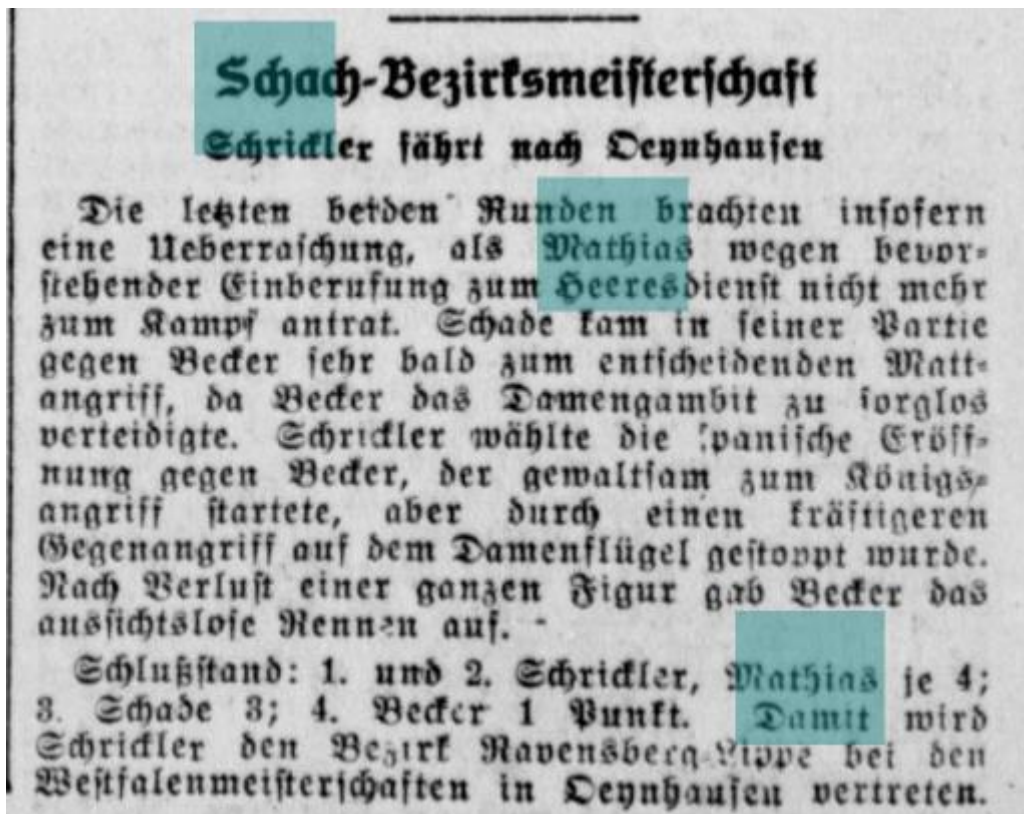 Schach-Bezirksmeisterschaft
Schrickler fährt nach Oeynhausen
Die letzten beiden Runden brachten insofern
eine Ueberraschung, als Mathias wegen bevor-
stehender Einberufung zum Heeresdienst nicht mehr
zum Kampf antrat. Schade kam in seiner Partie
gegen Becker sehr bald zum entscheidenden Matt-
angriff, da Becker das Damengambit zu sorglos
verteidigte. Schrickler wählte die spanische Eröff-
nung gegen Becker, der gewaltsam zum Königs-
angriff startete, aber durch einen kräftigeren
Gegenangriff auf dem Damenflügel gestoppt wurde.
Nach Verlust einer ganzen Figur gab Becker das
aussichtslose Rennen auf. -
Schlußstand: 1. und 2. Schrickler, Mathias je 4;
3. Schade 3; 4. Becker 1 Punkt. Damit wird
Schrickler den Bezirk Ravensberg-Lippe bei den
Westfalenmeisterschaften in Oeynhausen vertreten.